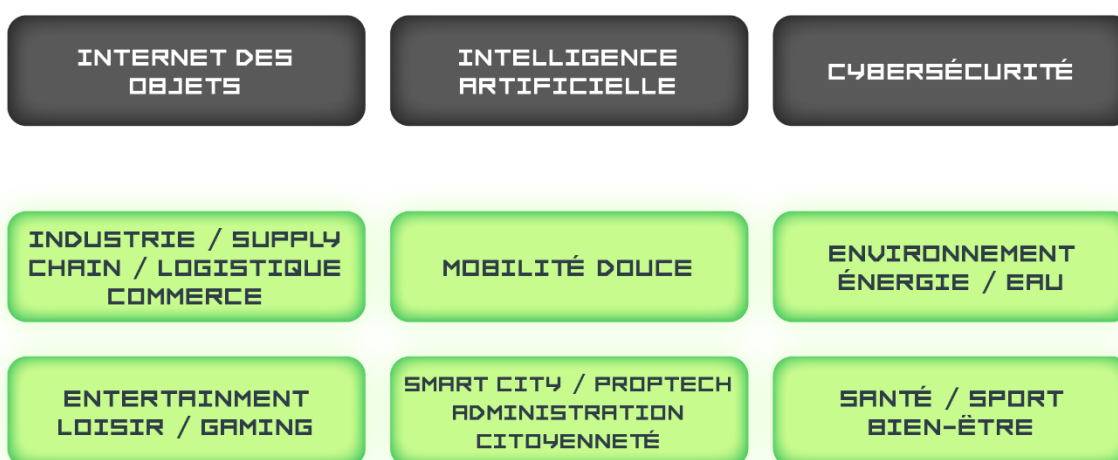 INTERNET DES
OBJETS
INTELLIGENCE
ARTIFICIELLE
CYBERSÉCURITÉ
INDUSTRIE / SUPPLY
CHAIN / LOGISTIQUE
COMMERCE
MOBILITÉ DOUCE
ENVIRONNEMENT
ÉNERGIE / EAU
ENTERTAINMENT
LOISIR / GAMING
SMART CITY / PROPTECH
ADMINISTRATION
CITOYENNETÉ
SANTÉ / SPORT
BIEN-ËTRE